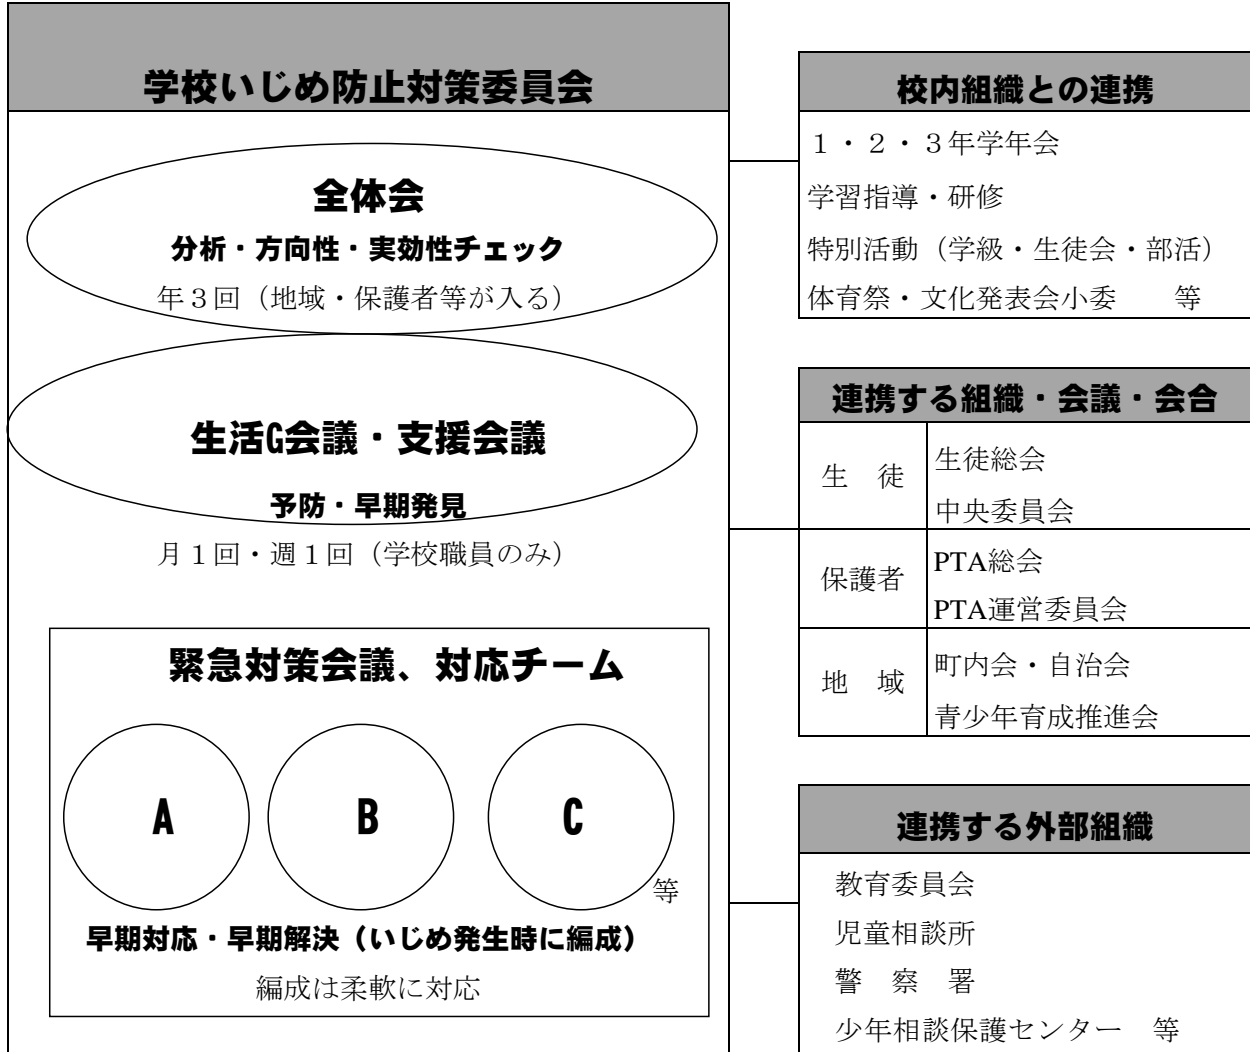 学校いじめ防止対策委員会
全体会
分析・方向性・実効性チェック
年３回（地域・保護者等が入る）
生活G会議・支援会議
予防・早期発見
月１回・週１回（学校職員のみ）
緊急対策会議、対応チーム
A B C
等
早期対応・早期解決（いじめ発生時に編成）
編成は柔軟に対応
校内組織との連携
１・２・３年学年会
学習指導・研修
特別活動（学級・生徒会・部活）
体育祭・文化発表会小委　　等
連携する組織・会議・会合
生　徒
生徒総会
中央委員会
保護者
PTA総会
PTA運営委員会
地　域
町内会・自治会
青少年育成推進会
連携する外部組織
教育委員会
児童相談所
警　察　署
少年相談保護センター　等